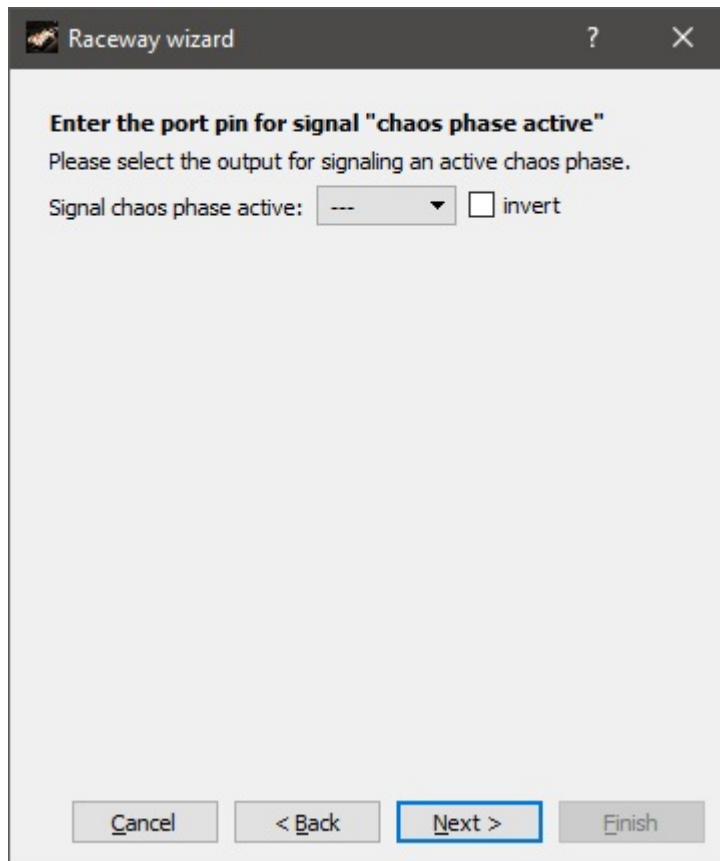 Raceway wizard ?
Enter the port pin for signal "chaos phase active"
Please select the output for signaling an active chaos phase.
Signal chaos phase active: --- invert
Cancel < Back Next > Finish